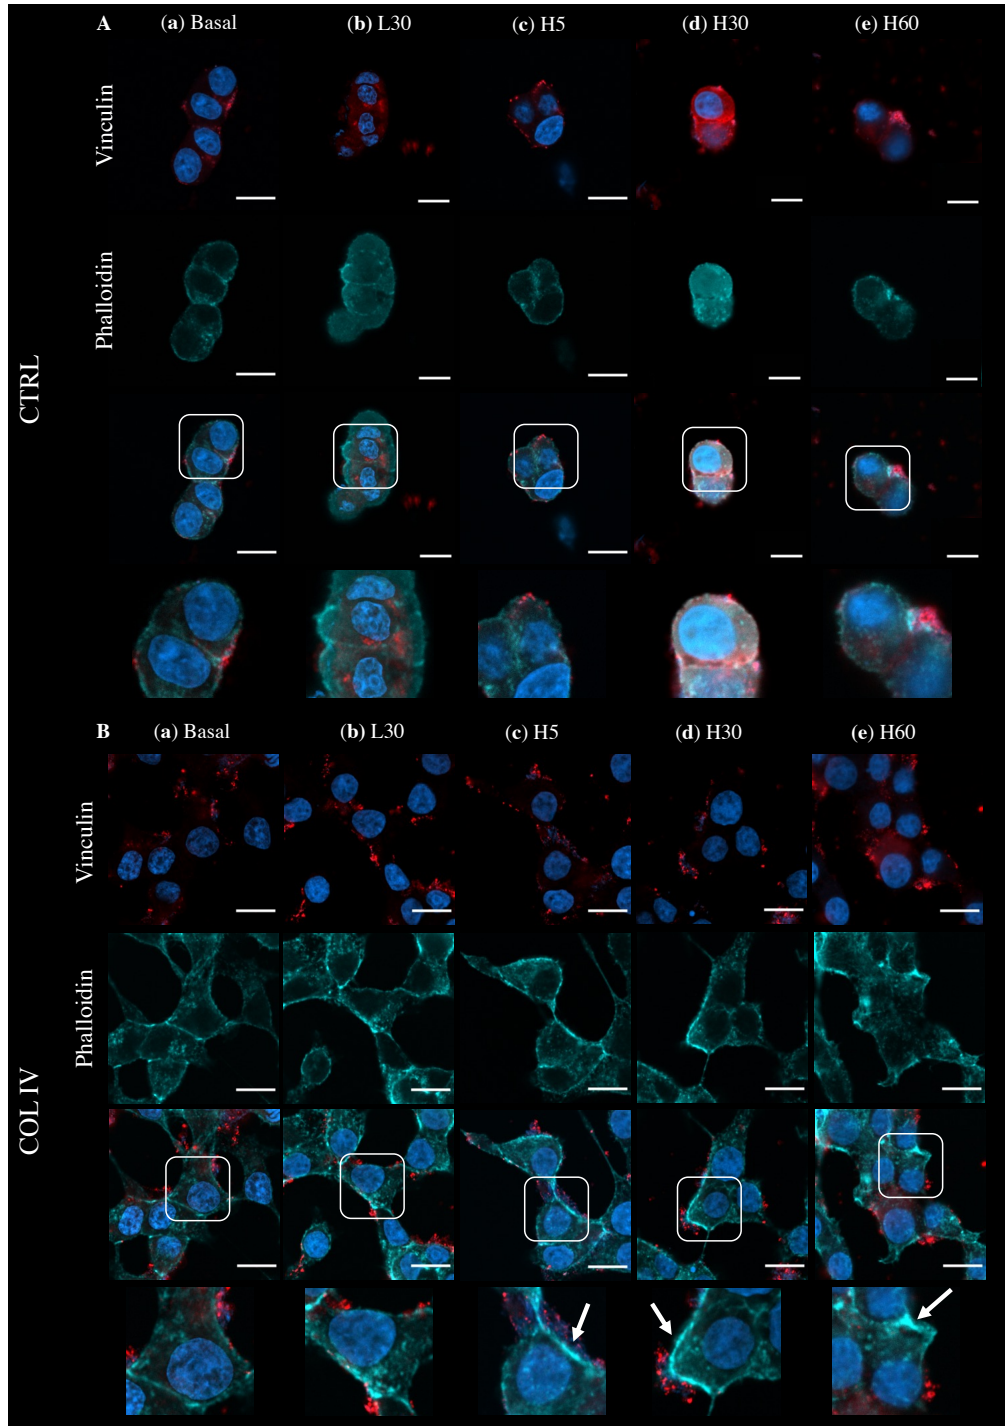 A (a) Basal (b) L30 (c) H5 (d) H30 (e) H60
Vinculin
Phalloidin
CTRL
B (a) Basal (b) L30 (c) H5 (d) H30 (e) H60
Vinculin
Phalloidin
COL IV